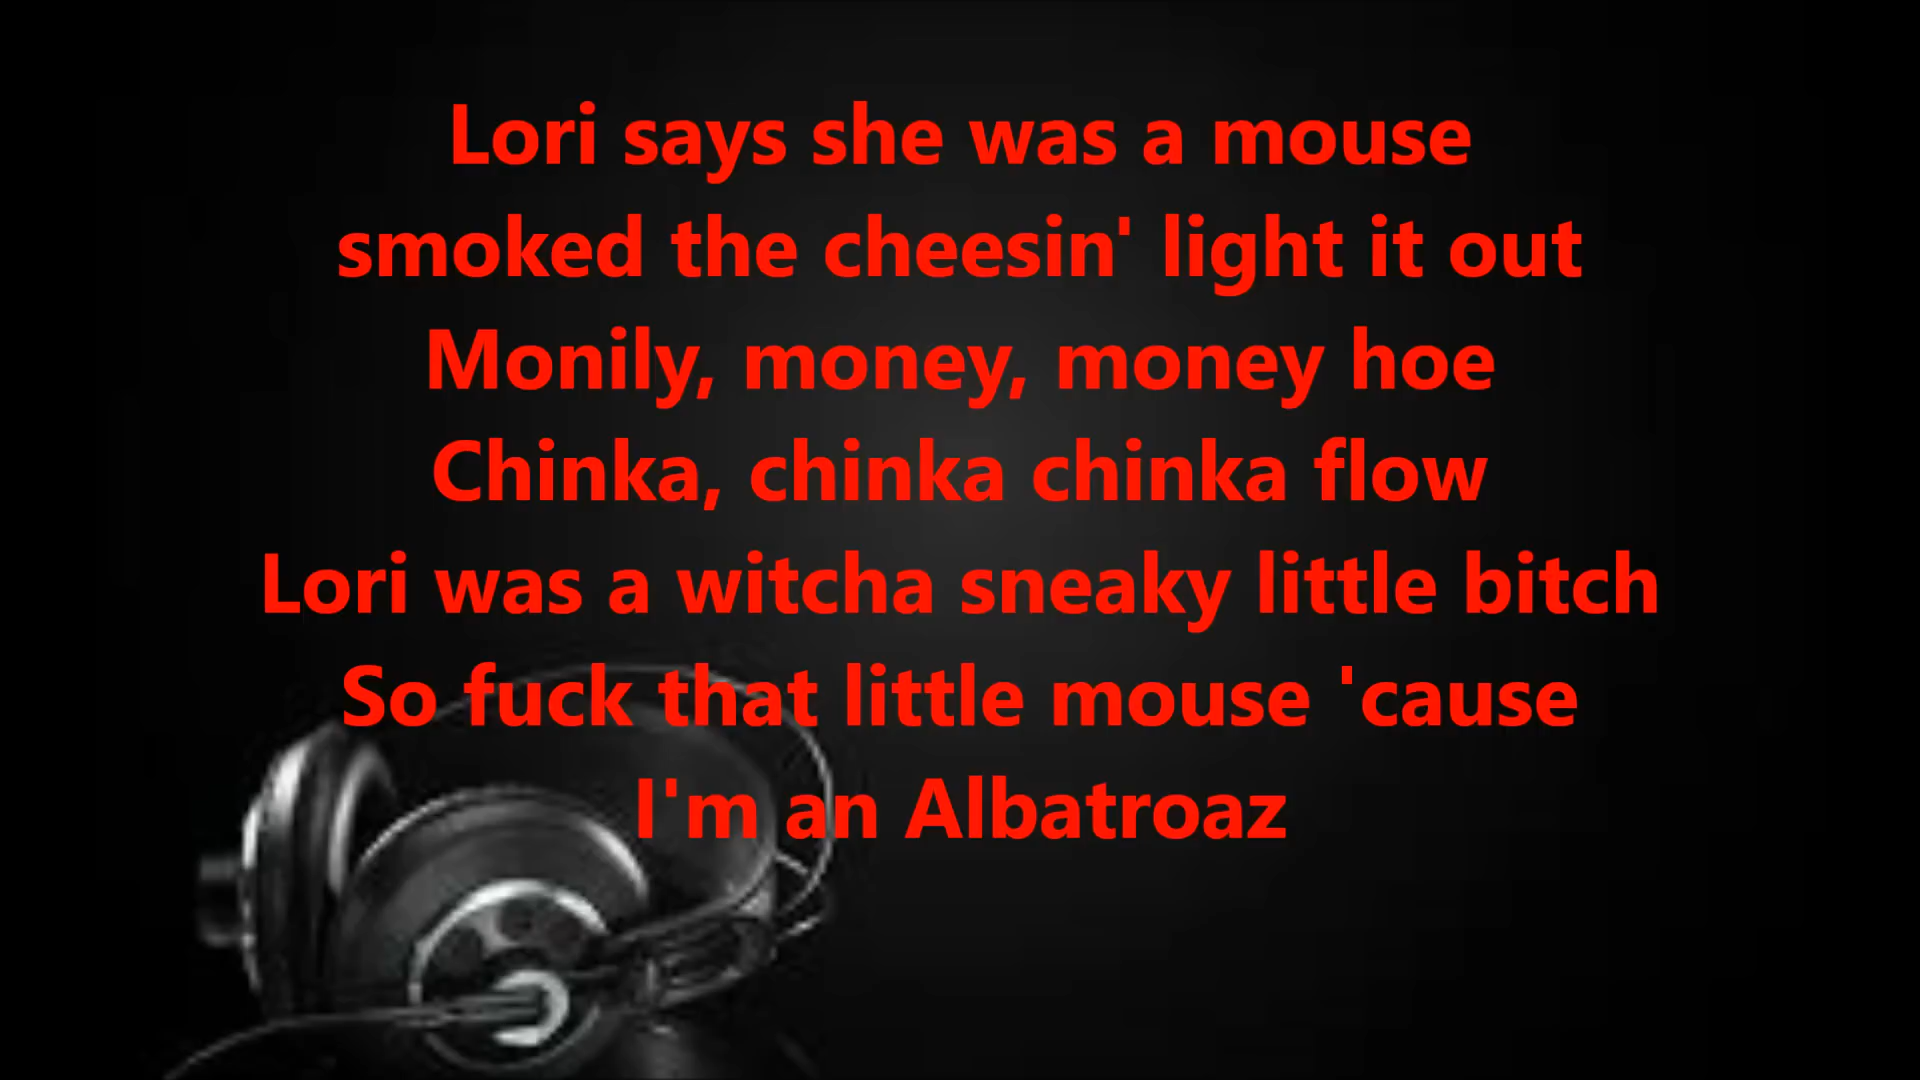 Lori says she was a mouse
smoked the cheesin' light it out
Monily, money, money hoe
Chinka, chinka chinka flow
Lori was a witcha sneaky little bitch
So fuck that little mouse 'cause
I'm an Albatroaz